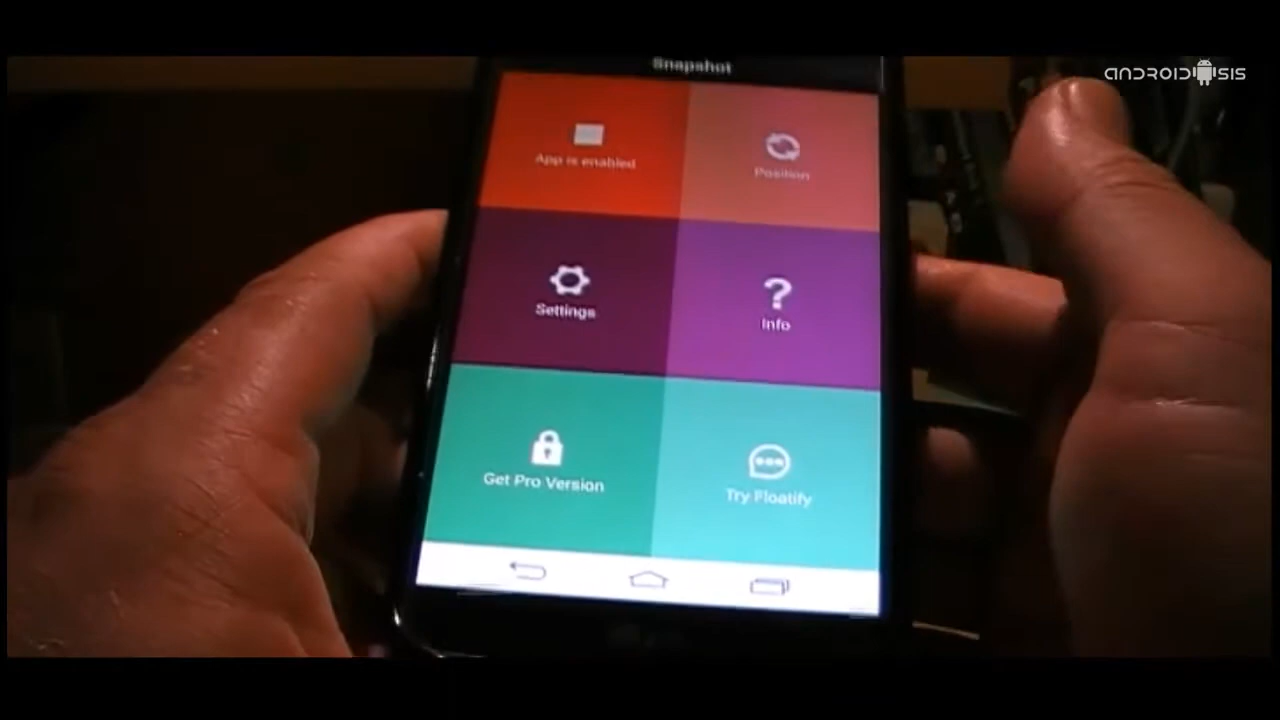 ANDROIDSIS
Snapshot
App is enabled
Position
Settings
Info
Get Pro Version
Try Floatify